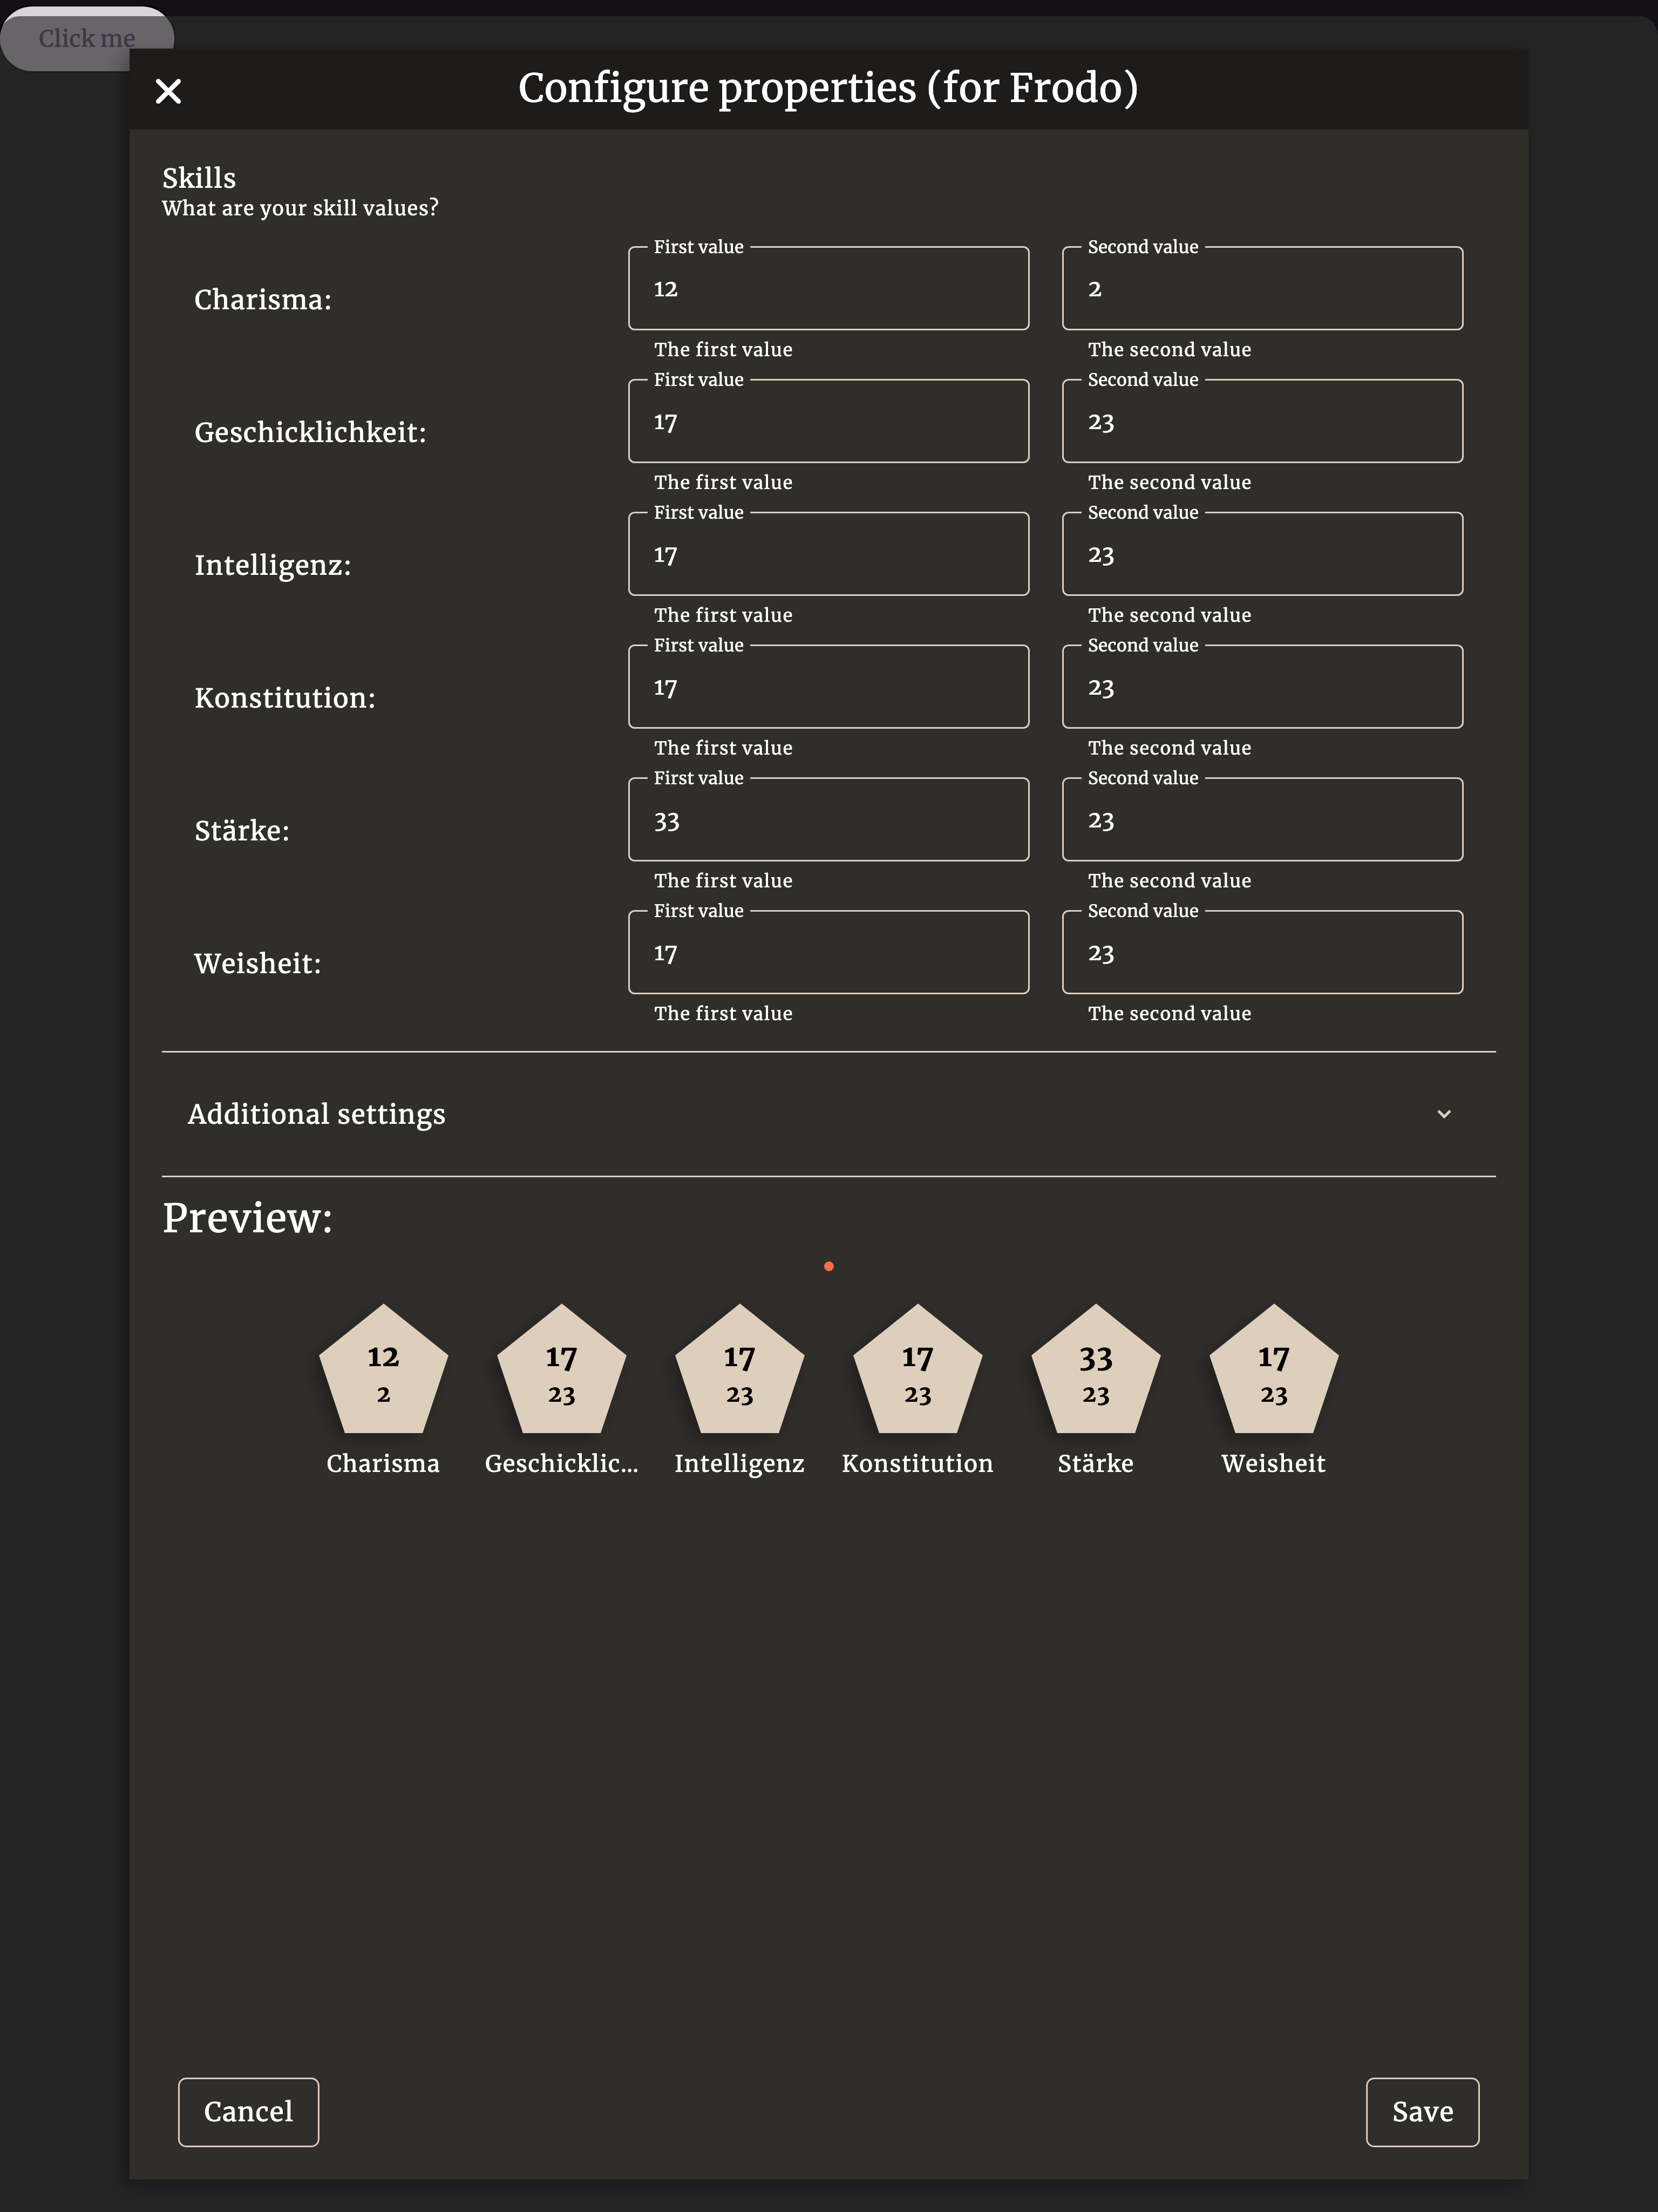 Click me
Configure properties (for Frodo)
Skills
What are your skill values?
First value
Second value
Charisma:
12
2
The first value
The second value
First value
Second value
Geschicklichkeit:
17
23
The first value
The second value
First value
Second value
Intelligenz:
17
23
The first value
The second value
First value
Second value
Konstitution:
17
23
The first value
The second value
First value
Second value
Stärke:
33
23
The first value
The second value
First value
Second value
Weisheit:
17
23
The first value
The second value
Additional settings
Preview:
12
2
Charisma
17
23
Geschicklic...
17
23
Intelligenz
17
23
Konstitution
33
23
Stärke
17
23
Weisheit
Cancel
Save